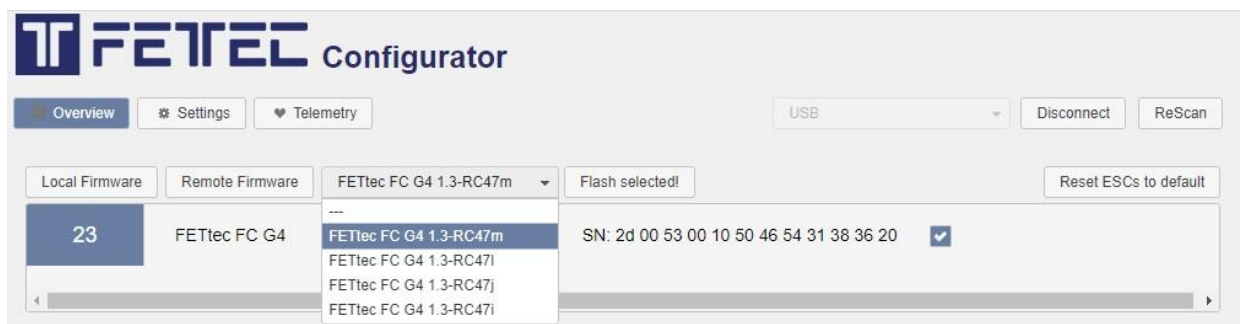 FETTEC Configurator
Overview Settings Telemetry USB Disconnect ReScan
Local Firmware Remote Firmware FETtec FC G4 1.3-RC47m Flash selected! Reset ESCs to default
---
23 FETtec FC G4 FETtec FC G4 1.3-RC47m SN: 2d 00 53 00 10 50 46 54 31 38 36 20
FETtec FC G4 1.3-RC47l
FETtec FC G4 1.3-RC47j
FETtec FC G4 1.3-RC47i